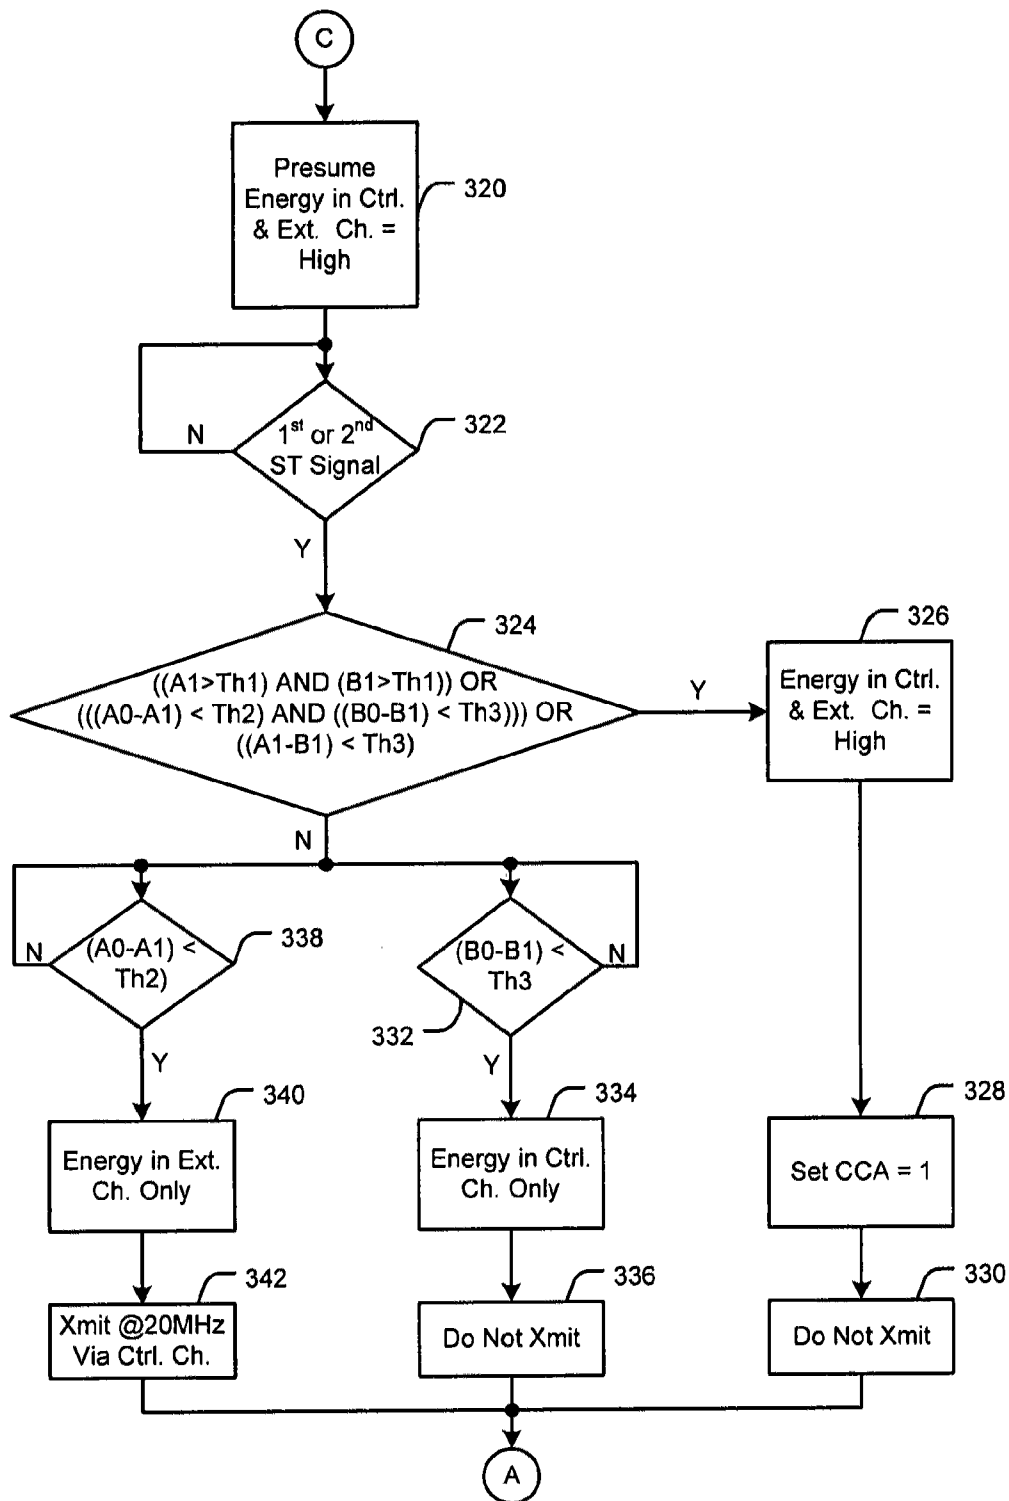 C
Presume
Energy in Ctrl.
& Ext. Ch. =
High
320
1st or 2nd
ST Signal
322
N
Y
324
((A1>Th1) AND (B1>Th1)) OR
(((A0-A1) < Th2) AND ((B0-B1) < Th3))) OR
((A1-B1) < Th3)
Y
326
Energy in Ctrl.
& Ext. Ch. =
High
N
(A0-A1) <
Th2)
338
N
(B0-B1) <
Th3
N
332
Y
Y
340
Energy in Ext.
Ch. Only
334
Energy in Ctrl.
Ch. Only
328
Set CCA = 1
342
Xmit @20MHz
Via Ctrl. Ch.
336
Do Not Xmit
330
Do Not Xmit
A